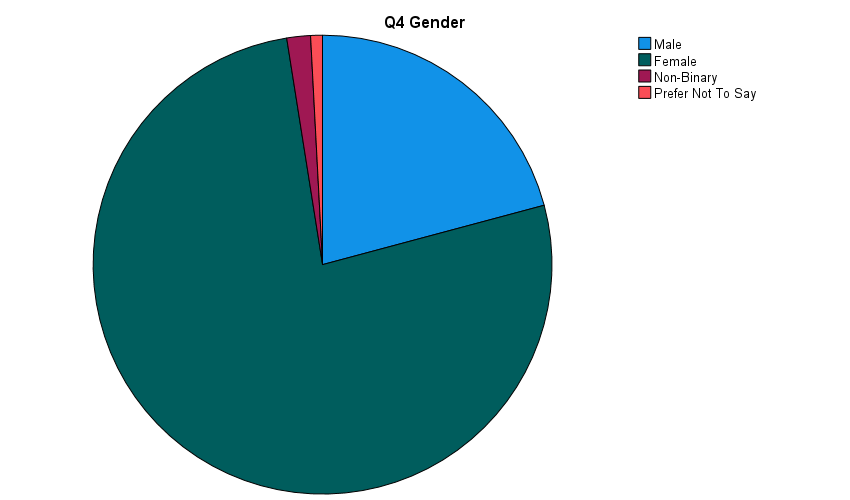 Q4 Gender
Male
Female
Non-Binary
Prefer Not To Say